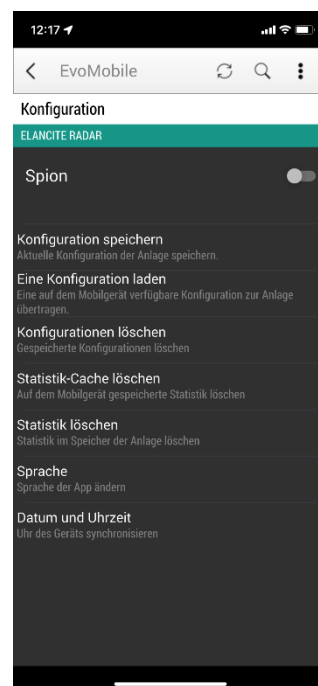 12:17
EvoMobile
Konfiguration
ELANCITE RADAR
Spion
Konfiguration speichern
Aktuelle Konfiguration der Anlage speichern.
Eine Konfiguration laden
Eine auf dem Mobilgerät verfügbare Konfiguration zur Anlage
übertragen.
Konfigurationen löschen
Gespeicherte Konfigurationen löschen
Statistik-Cache löschen
Auf dem Mobilgerät gespeicherte Statistik löschen
Statistik löschen
Statistik im Speicher der Anlage löschen
Sprache
Sprache der App ändern
Datum und Uhrzeit
Uhr des Geräts synchronisieren